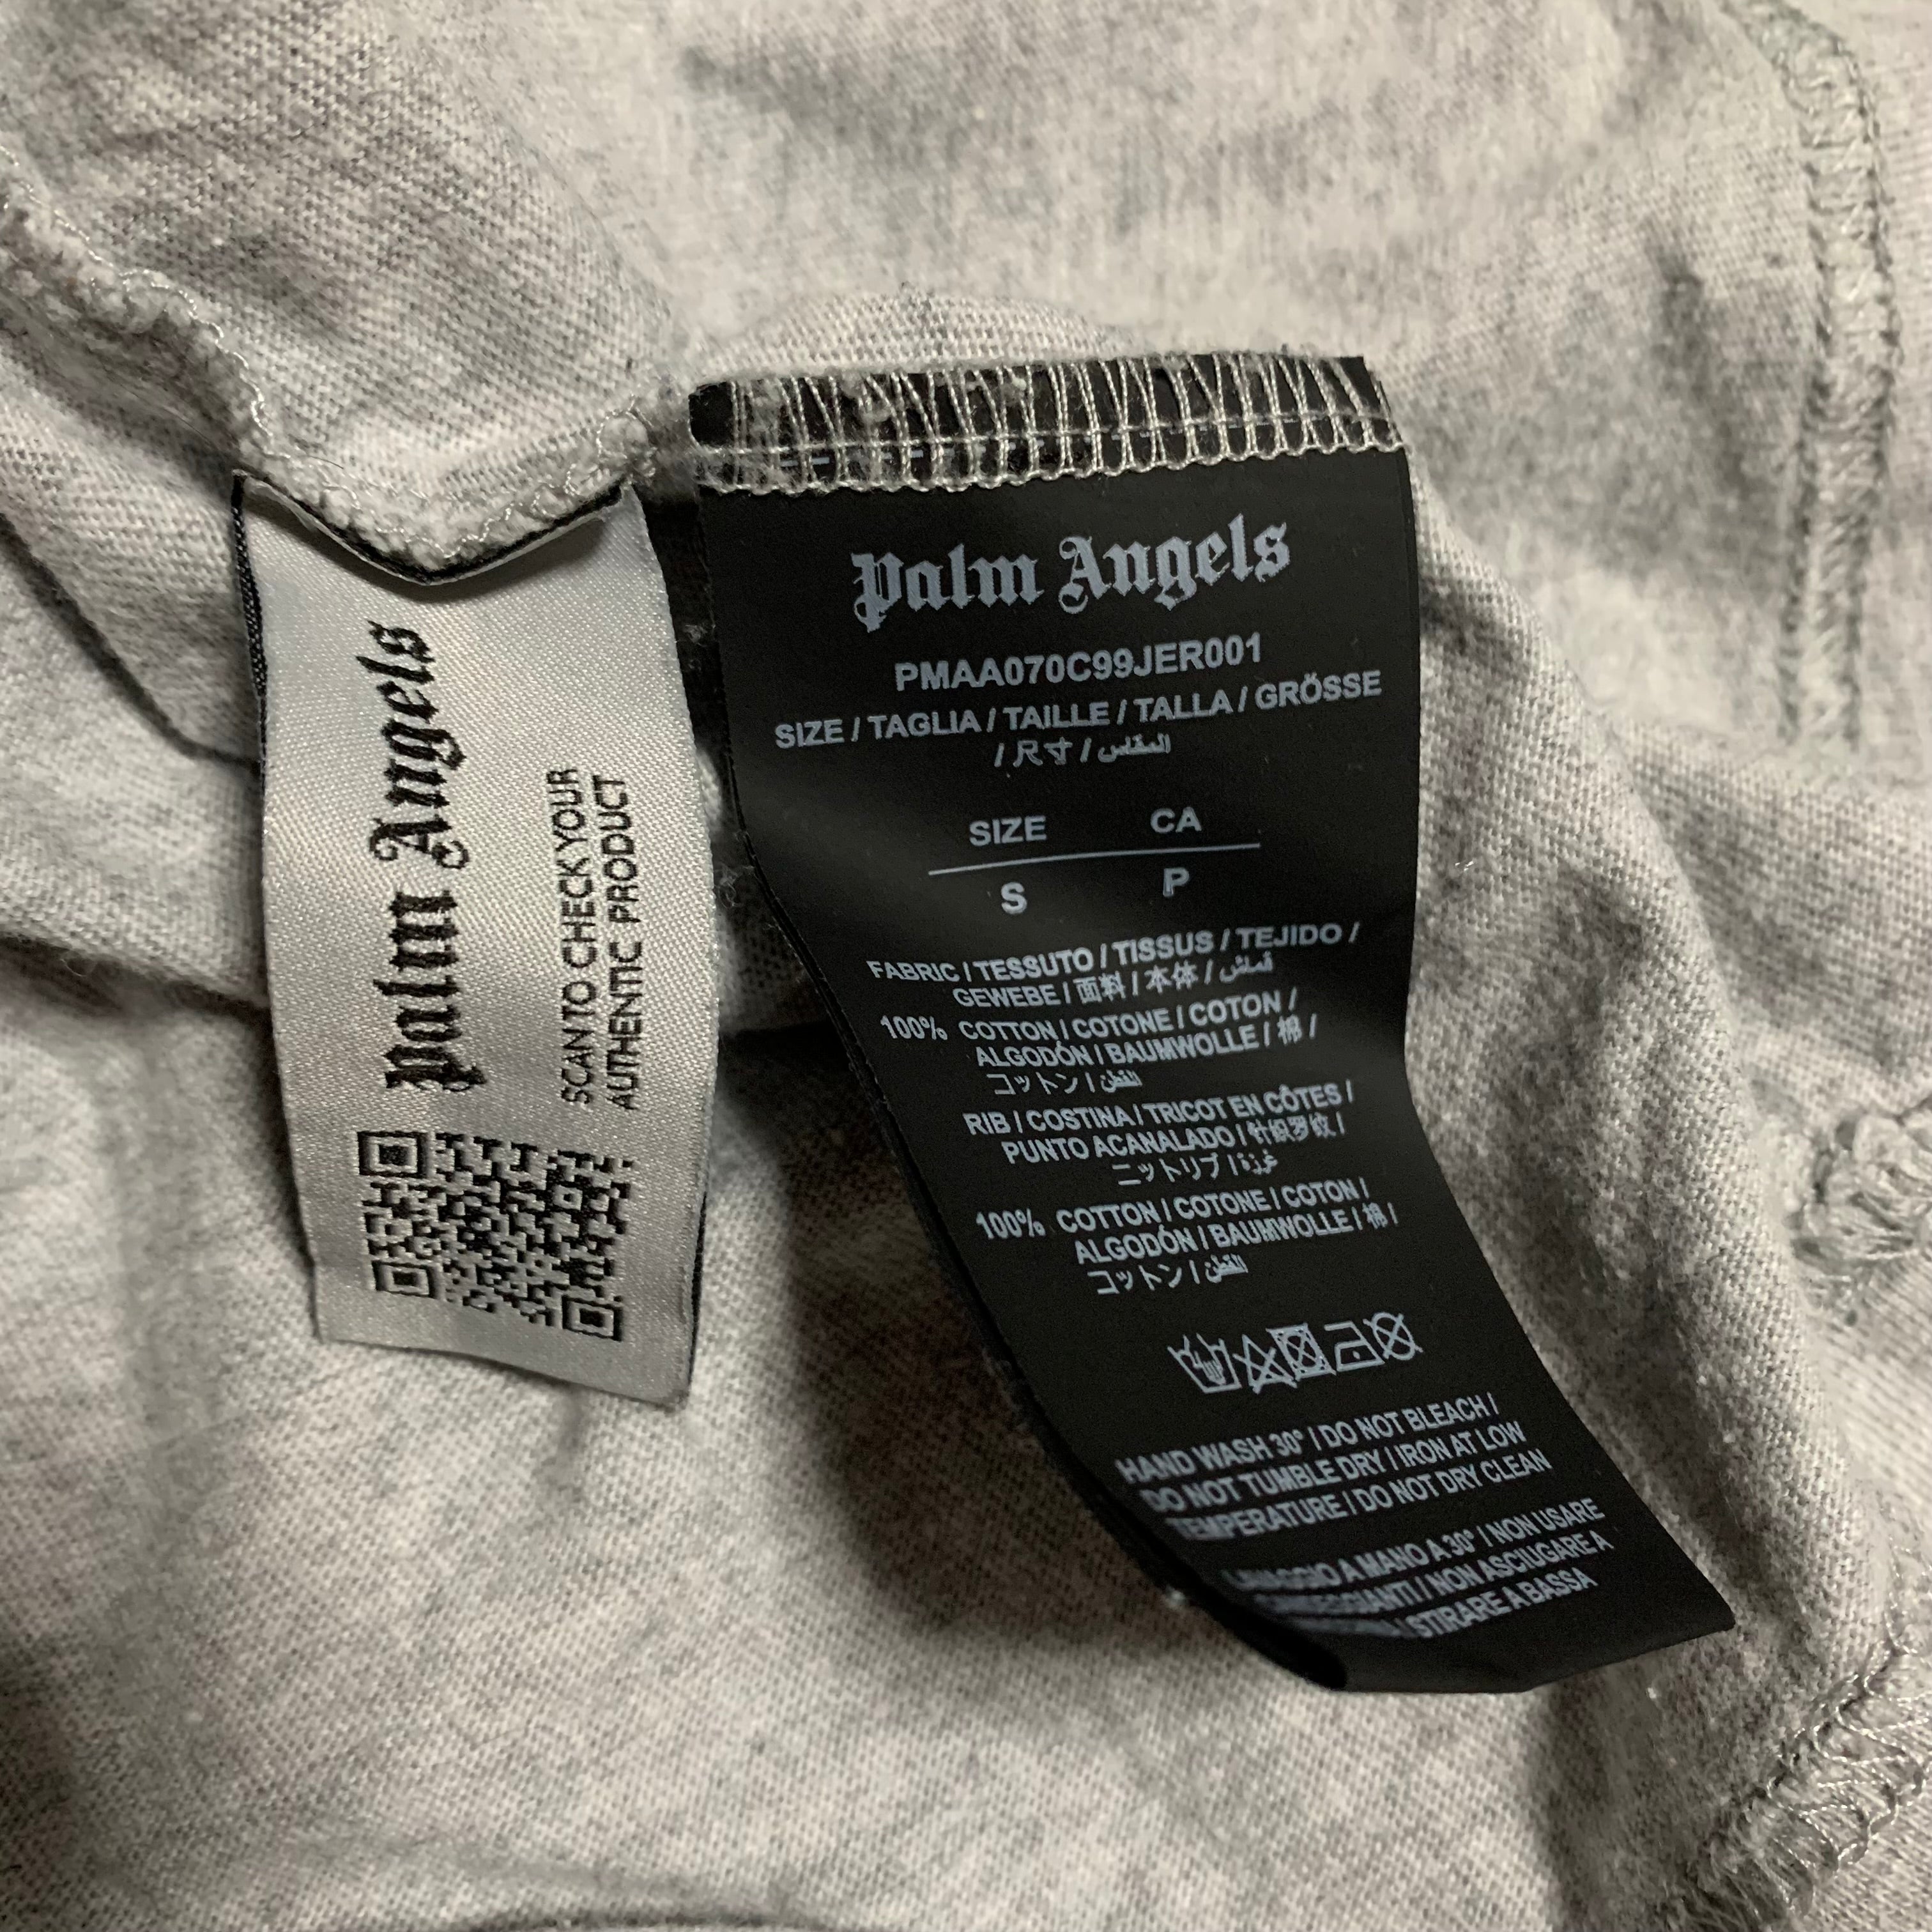 Palm Angels
SCAN TO CHECK YOUR
AUTHENTIC PRODUCT
Palm Angels
PMAA070C99JER001
SIZE / TAGLIA / TAILLE / TALLA / GRÖSSE
/ 尺寸 / المقاس
SIZE CA
S P
FABRIC / TESSUTO / TISSUS / TEJIDO /
GEWEBE / 面料 / 本体 / قماش
100% COTTON / COTONE / COTON /
ALGODÓN / BAUMWOLLE / 棉 /
コットン / القطن
RIB / COSTINA / TRICOT EN CÔTES /
PUNTO ACANALADO / 针织罗纹 /
ニットリブ / غرزة
100% COTTON / COTONE / COTON /
ALGODÓN / BAUMWOLLE / 棉 /
コットン / القطن
HAND WASH 30° / DO NOT BLEACH /
DO NOT TUMBLE DRY / IRON AT LOW
TEMPERATURE / DO NOT DRY CLEAN
LAVAGGIO A MANO A 30° / NON USARE
/ NON ASCIUGARE A
/ STIRARE A BASSA